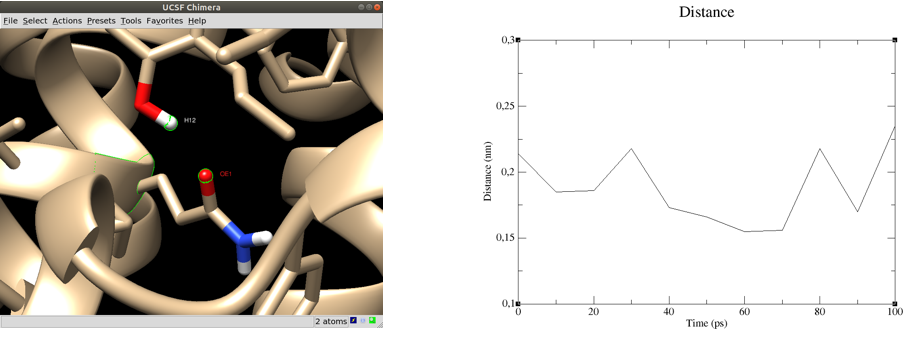 UCSF Chimera
File Select Actions Presets Tools Favorites Help
H12
OE1
2 atoms
Distance
0,3
0,25
0,2
0,15
0,1
Distance (nm)
0 20 40 60 80 100
Time (ps)